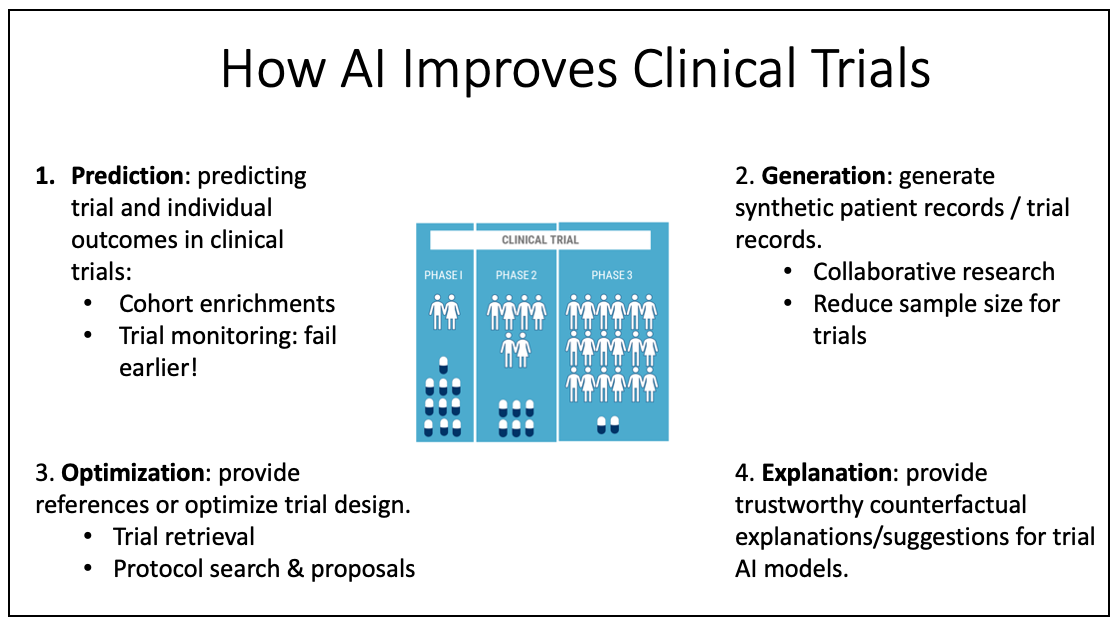 How AI Improves Clinical Trials
1. Prediction: predicting
trial and individual
outcomes in clinical
trials:
• Cohort enrichments
• Trial monitoring: fail
earlier!
2. Generation: generate
synthetic patient records / trial
records.
• Collaborative research
• Reduce sample size for
trials
CLINICAL TRIAL
PHASE I
PHASE 2
PHASE 3
3. Optimization: provide
references or optimize trial design.
• Trial retrieval
• Protocol search & proposals
4. Explanation: provide
trustworthy counterfactual
explanations/suggestions for trial
AI models.